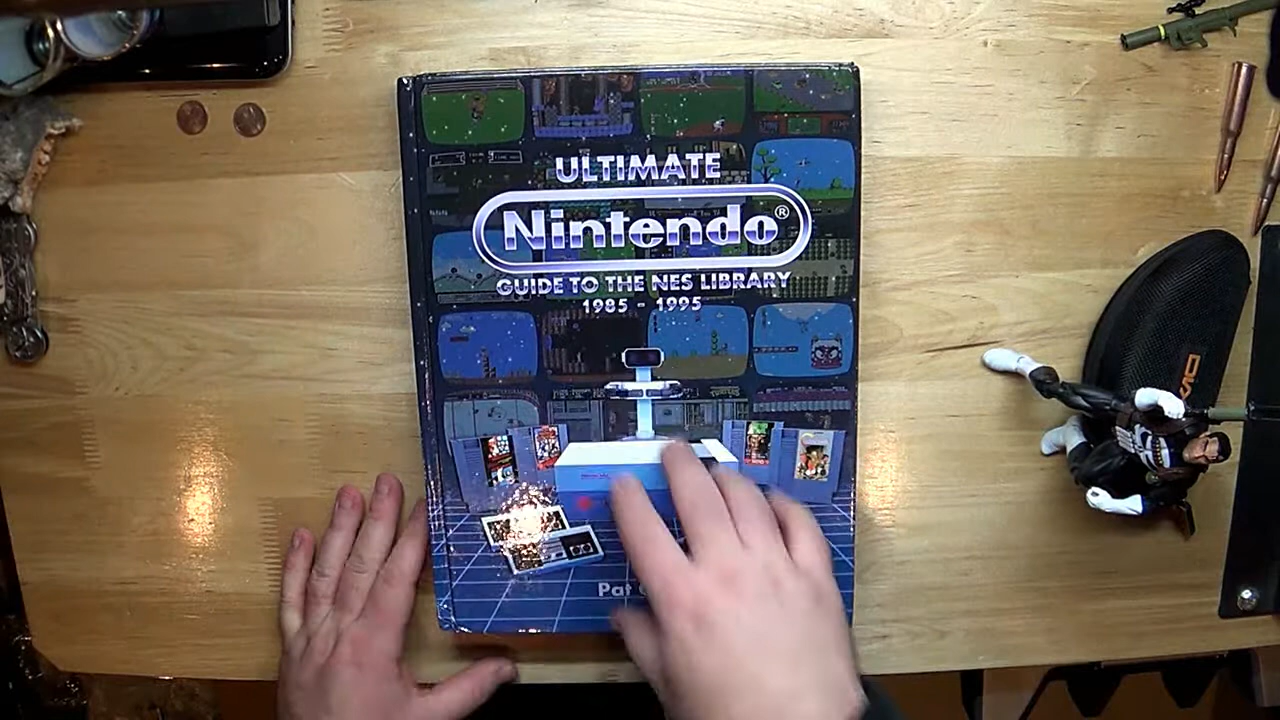 ULTIMATE
Nintendo®
GUIDE TO THE NES LIBRARY
1985 - 1995
Pat